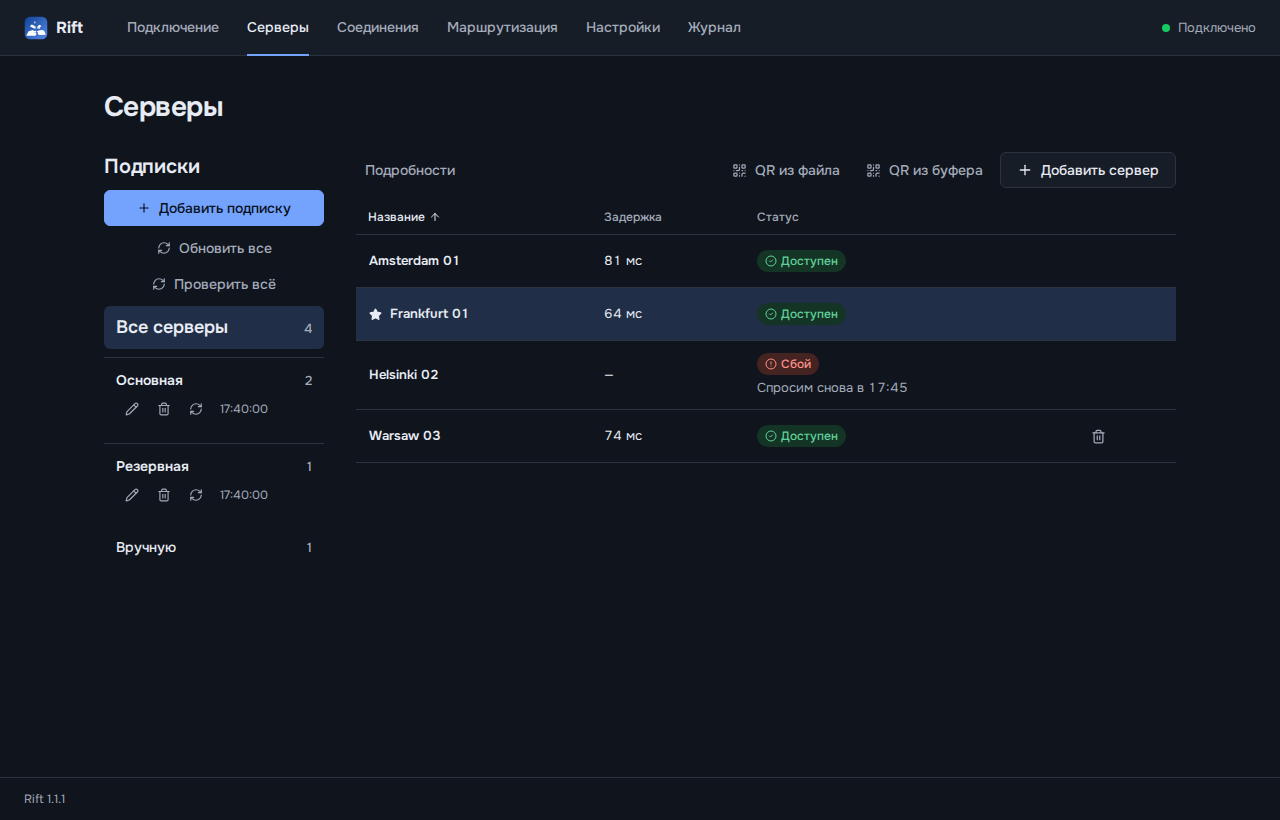 Rift
Подключение
Серверы
Соединения
Маршрутизация
Настройки
Журнал
Подключено
Серверы
Подписки
Добавить подписку
Обновить все
Проверить всё
Все серверы 4
Основная 2
17:40:00
Резервная 1
17:40:00
Вручную 1
Подробности
QR из файла
QR из буфера
Добавить сервер
Название Задержка Статус
Amsterdam 01 81 мс Доступен
Frankfurt 01 64 мс Доступен
Helsinki 02 — Сбой
Спросим снова в 17:45
Warsaw 03 74 мс Доступен
Rift 1.1.1